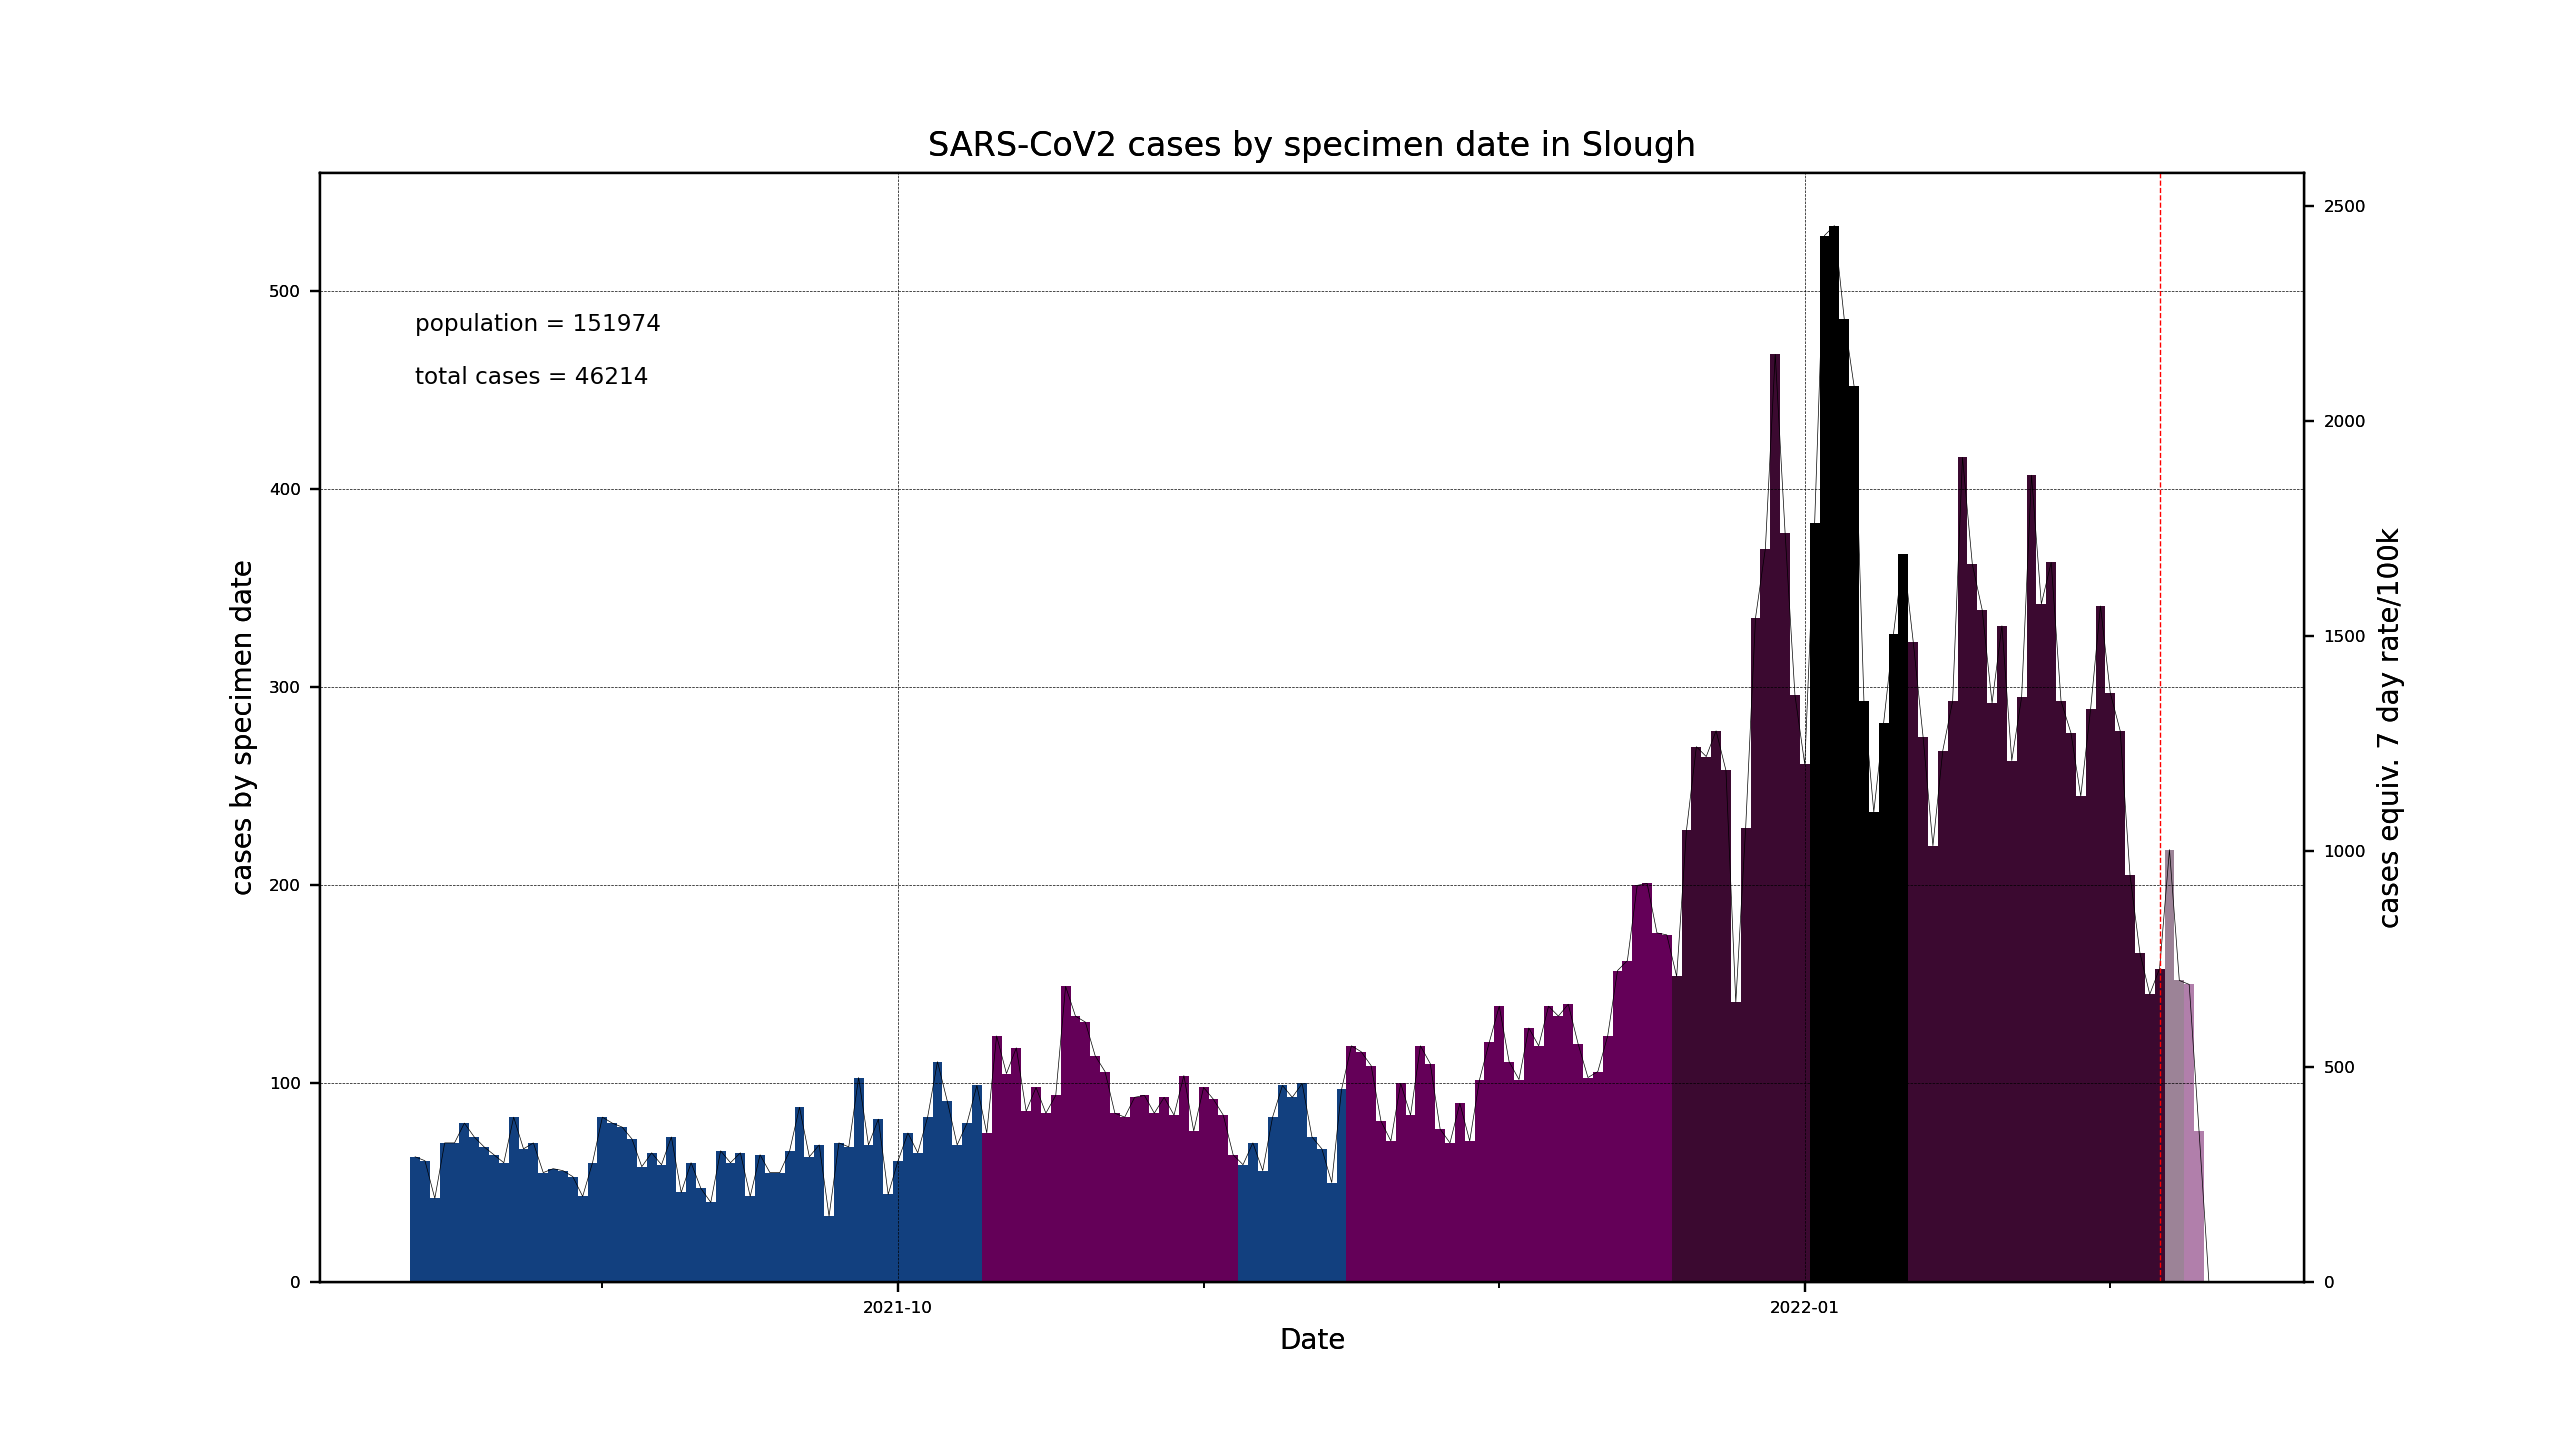 SARS-CoV2 cases by specimen date in Slough
population = 151974
total cases = 46214
cases by specimen date
500
400
300
200
100
0
2500
2000
1500
1000
500
0
cases equiv. 7 day rate/100k
2021-10
2022-01
Date